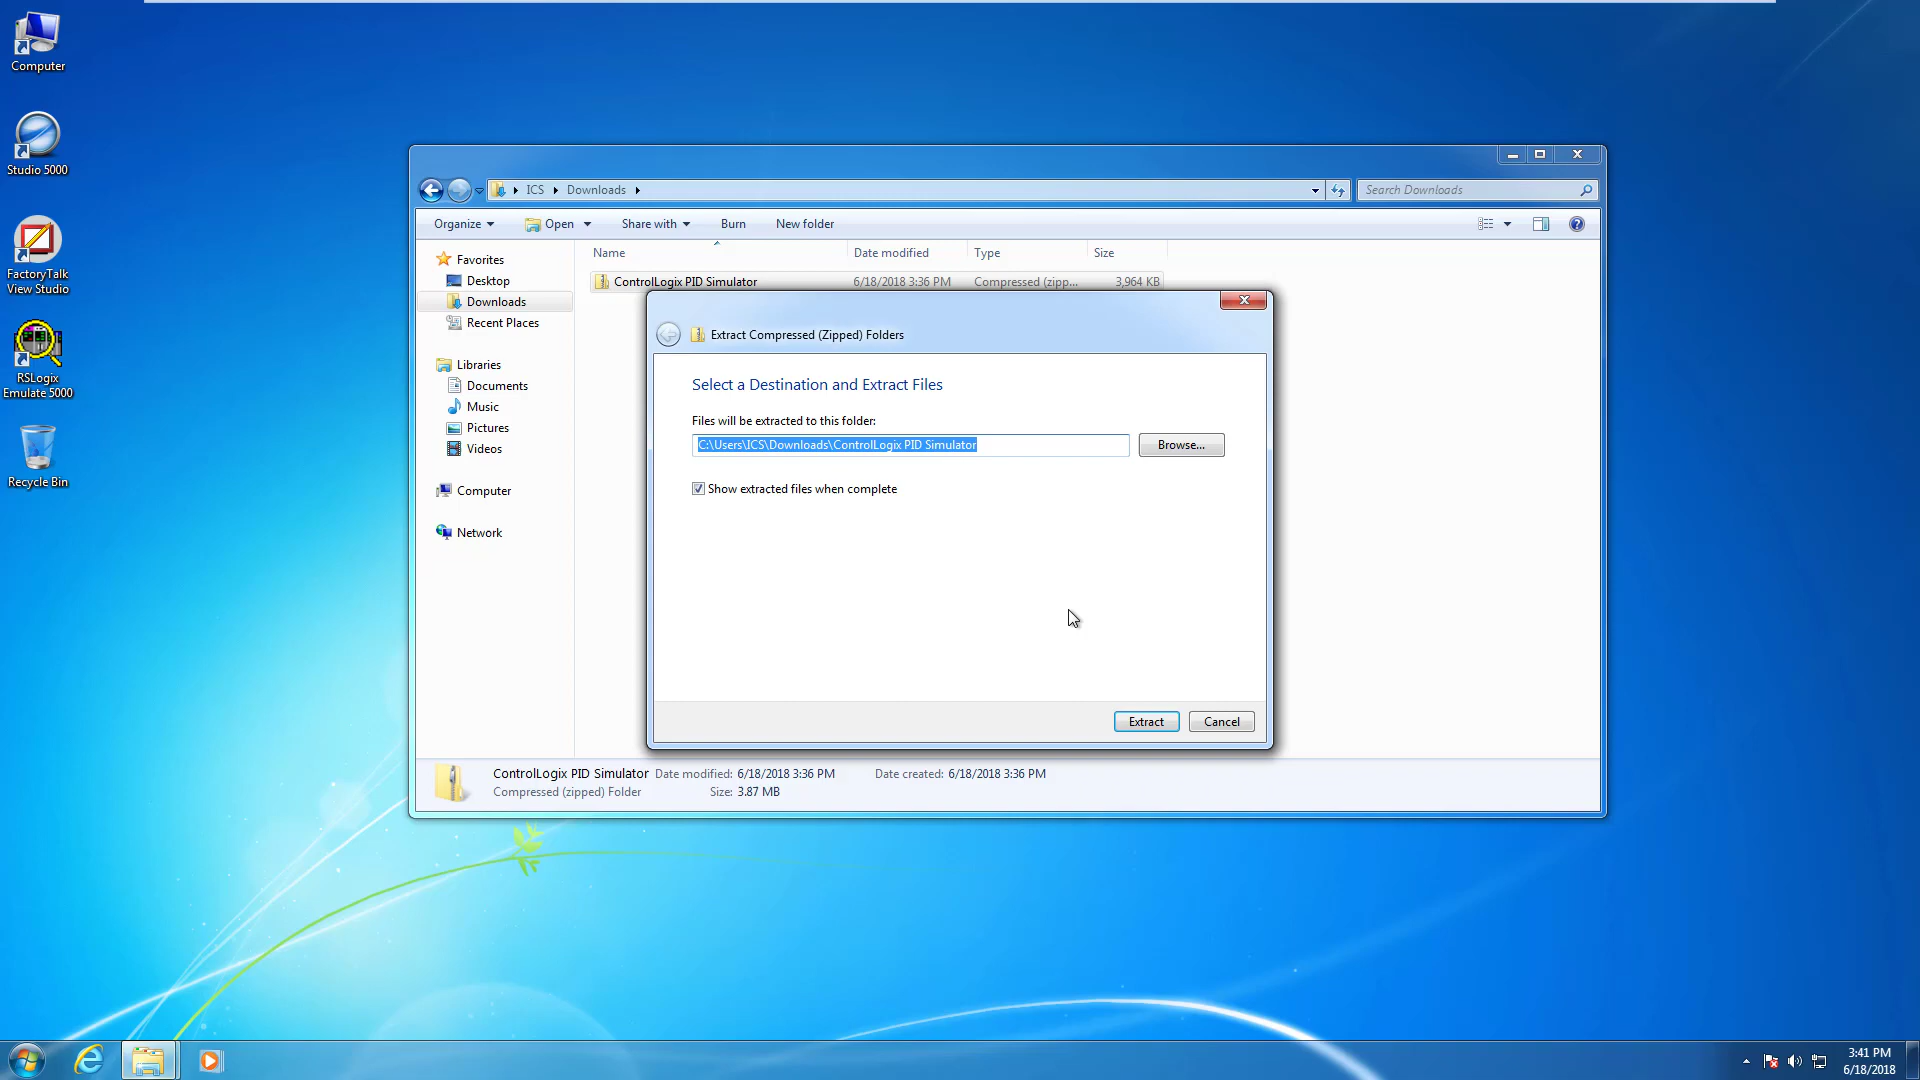 Computer
Studio 5000
FactoryTalk
View Studio
RSLogix
Emulate 5000
Recycle Bin
ICS
Downloads
Search Downloads
Organize
Open
Share with
Burn
New folder
Name
Date modified
Type
Size
ControlLogix PID Simulator
6/18/2018 3:36 PM
Compressed (zipp...
3,964 KB
Favorites
Desktop
Downloads
Recent Places
Libraries
Documents
Music
Pictures
Videos
Computer
Network
Extract Compressed (Zipped) Folders
Select a Destination and Extract Files
Files will be extracted to this folder:
C:\Users\ICS\Downloads\ControlLogix PID Simulator
Browse...
Show extracted files when complete
Extract
Cancel
ControlLogix PID Simulator Date modified: 6/18/2018 3:36 PM Date created: 6/18/2018 3:36 PM
Compressed (zipped) Folder Size: 3.87 MB
3:41 PM
6/18/2018